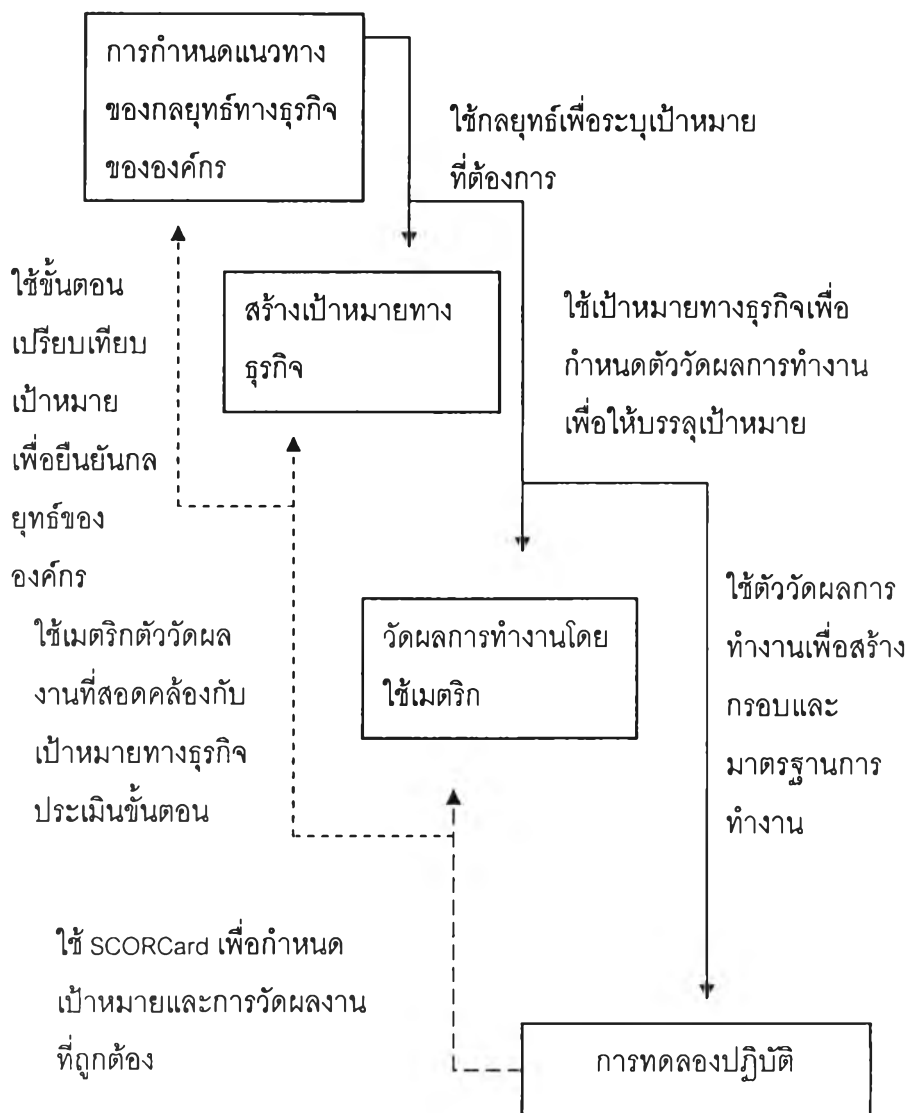 การกำหนดแนวทาง
ของกลยุทธ์ทางธุรกิจ
ขององค์กร
ใช้กลยุทธ์เพื่อระบุเป้าหมาย
ที่ต้องการ
ใช้ขั้นตอน
เปรียบเทียบ
เป้าหมาย
เพื่อยืนยันกล
ยุทธ์ของ
องค์กร
สร้างเป้าหมายทาง
ธุรกิจ
ใช้เป้าหมายทางธุรกิจเพื่อ
กำหนดตัววัดผลการทำงาน
เพื่อให้บรรลุเป้าหมาย
ใช้เมตริกตัววัดผล
งานที่สอดคล้องกับ
เป้าหมายทางธุรกิจ
ประเมินขั้นตอน
วัดผลการทำงานโดย
ใช้เมตริก
ใช้ตัววัดผลการ
ทำงานเพื่อสร้าง
กรอบและ
มาตรฐานการ
ทำงาน
ใช้ SCORCard เพื่อกำหนด
เป้าหมายและการวัดผลงาน
ที่ถูกต้อง
การทดลองปฏิบัติ